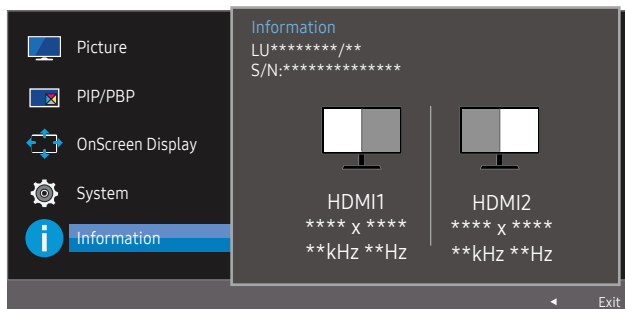 Picture
PIP/PBP
OnScreen Display
System
Information
Information
LU********/**
S/N:**************
HDMI1
**** x ****
**kHz **Hz
HDMI2
**** x ****
**kHz **Hz
Exit